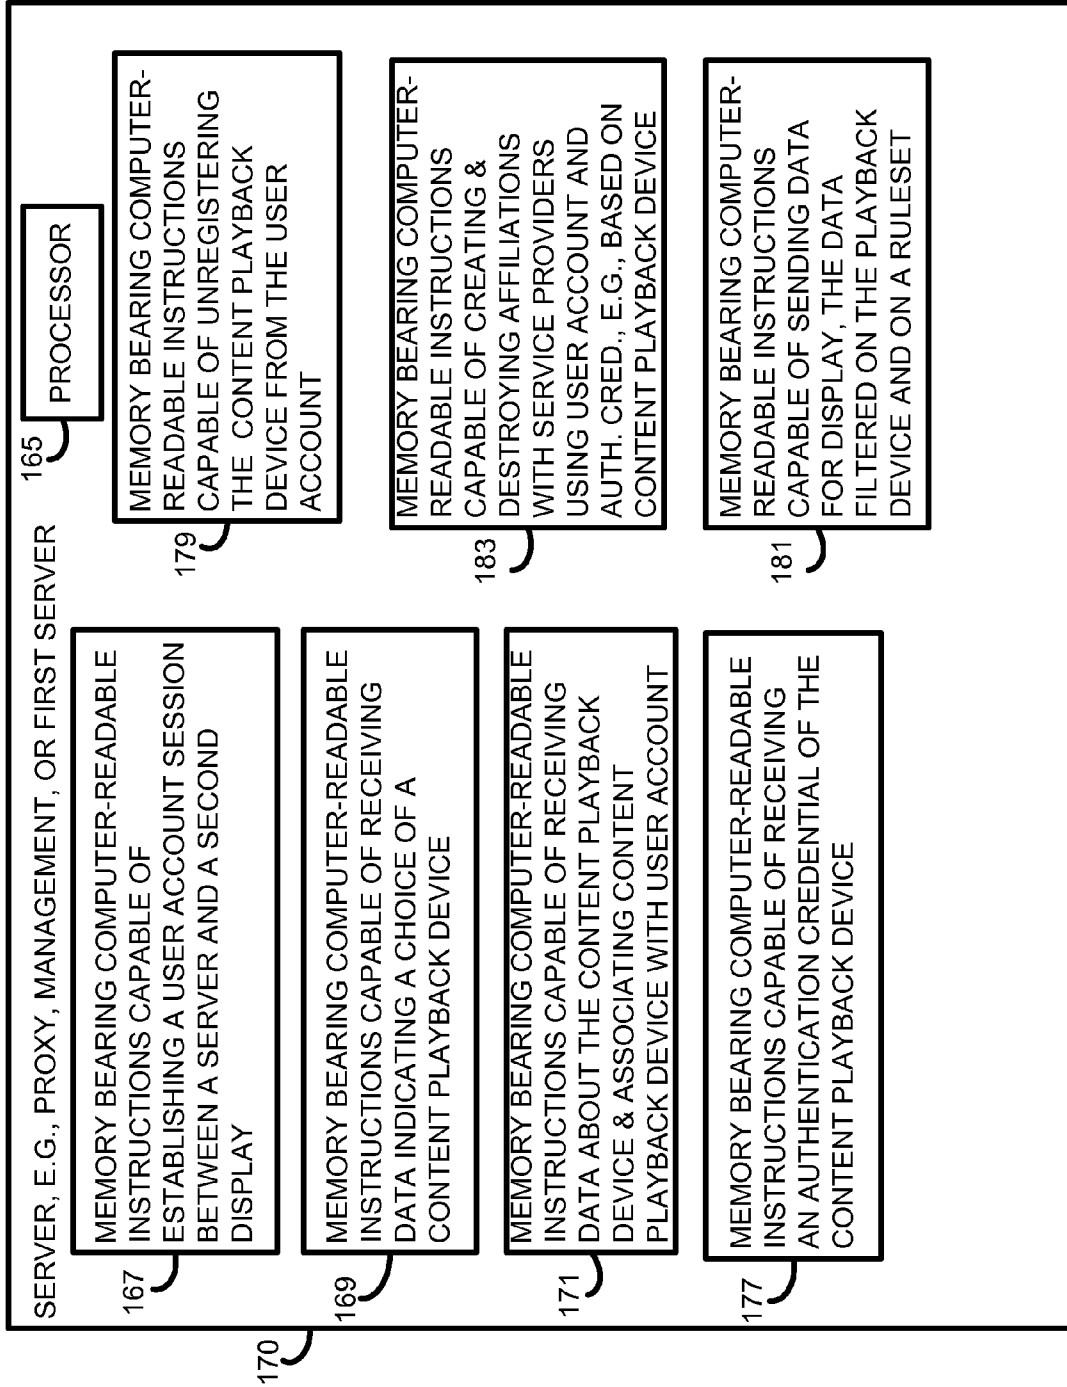 SERVER, E.G., PROXY, MANAGEMENT, OR FIRST SERVER
170
165
PROCESSOR
167
MEMORY BEARING COMPUTER-READABLE
INSTRUCTIONS CAPABLE OF
ESTABLISHING A USER ACCOUNT SESSION
BETWEEN A SERVER AND A SECOND
DISPLAY
169
MEMORY BEARING COMPUTER-READABLE
INSTRUCTIONS CAPABLE OF RECEIVING
DATA INDICATING A CHOICE OF A
CONTENT PLAYBACK DEVICE
171
MEMORY BEARING COMPUTER-READABLE
INSTRUCTIONS CAPABLE OF RECEIVING
DATA ABOUT THE CONTENT PLAYBACK
DEVICE & ASSOCIATING CONTENT
PLAYBACK DEVICE WITH USER ACCOUNT
177
MEMORY BEARING COMPUTER-READABLE
INSTRUCTIONS CAPABLE OF RECEIVING
AN AUTHENTICATION CREDENTIAL OF THE
CONTENT PLAYBACK DEVICE
179
MEMORY BEARING COMPUTER-
READABLE INSTRUCTIONS
CAPABLE OF UNREGISTERING
THE CONTENT PLAYBACK
DEVICE FROM THE USER
ACCOUNT
183
MEMORY BEARING COMPUTER-
READABLE INSTRUCTIONS
CAPABLE OF CREATING &
DESTROYING AFFILIATIONS
WITH SERVICE PROVIDERS
USING USER ACCOUNT AND
AUTH. CRED., E.G., BASED ON
CONTENT PLAYBACK DEVICE
181
MEMORY BEARING COMPUTER-
READABLE INSTRUCTIONS
CAPABLE OF SENDING DATA
FOR DISPLAY, THE DATA
FILTERED ON THE PLAYBACK
DEVICE AND ON A RULESET